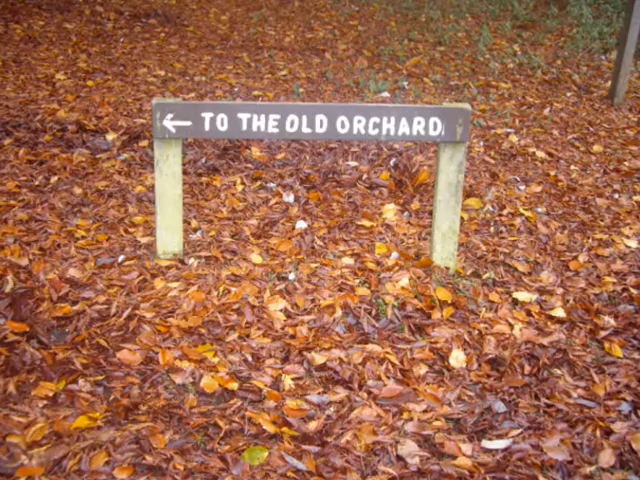 ← TO THE OLD ORCHARD